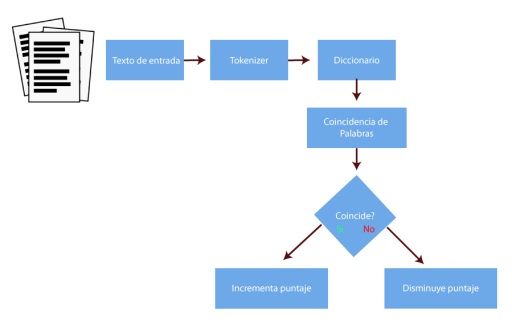 Texto de entrada
Tokenizer
Diccionario
Coincidencia de
Palabras
Coincide?
Si No
Incrementa puntaje
Disminuye puntaje